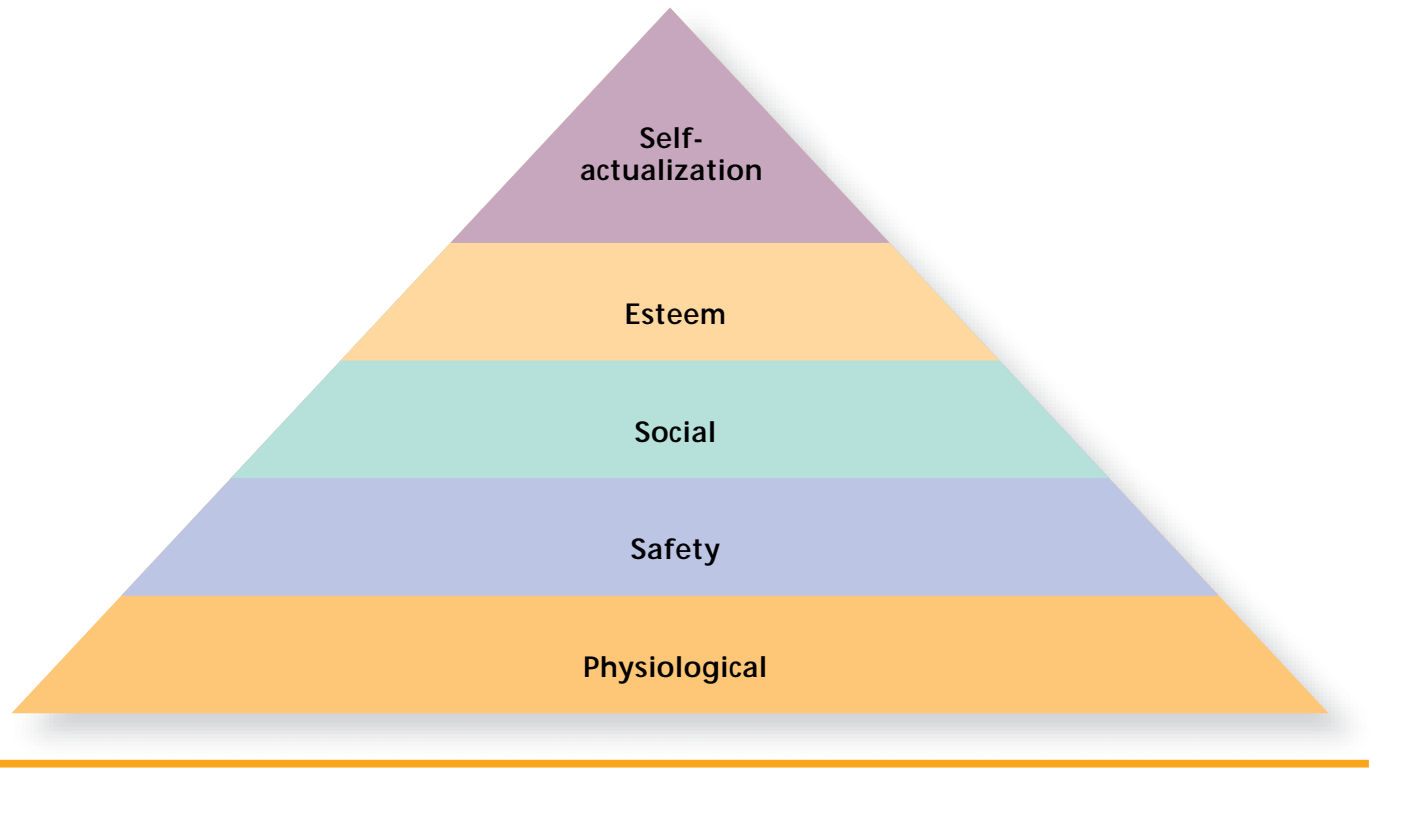 Self-
actualization
Esteem
Social
Safety
Physiological